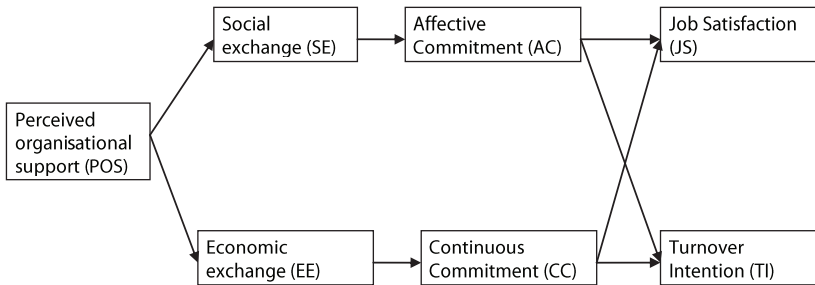 Social
exchange (SE)
Affective
Commitment (AC)
Job Satisfaction
(JS)
Perceived
organisational
support (POS)
Economic
exchange (EE)
Continuous
Commitment (CC)
Turnover
Intention (TI)